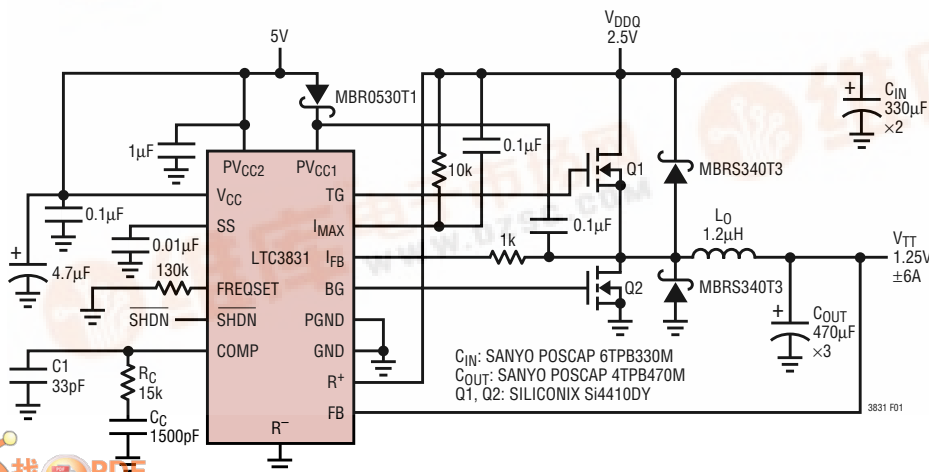 5V
V_DDQ
2.5V
MBR0530T1
+
C_IN
330µF
×2
1µF
PV_CC2
PV_CC1
0.1µF
10k
Q1
MBRS340T3
V_CC
TG
0.1µF
SS
I_MAX
0.1µF
L_O
1.2µH
V_TT
1.25V
±6A
+
4.7µF
0.01µF
LTC3831
I_FB
1k
130k
FREQSET
BG
Q2
MBRS340T3
SHDN
SHDN
PGND
+
C_OUT
470µF
×3
COMP
GND
C1
33pF
R_C
15k
R+
C_IN: SANYO POSCAP 6TPB330M
C_OUT: SANYO POSCAP 4TPB470M
Q1, Q2: SILICONIX Si4410DY
C_C
1500pF
FB
3831 F01
R−
PDF